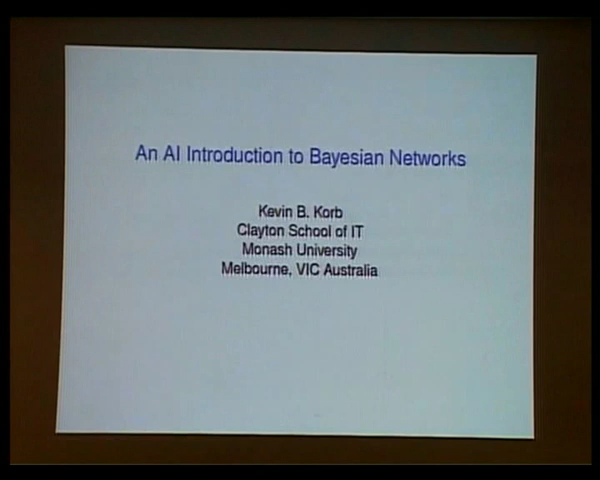 An AI Introduction to Bayesian Networks
Kevin B. Korb
Clayton School of IT
Monash University
Melbourne, VIC Australia